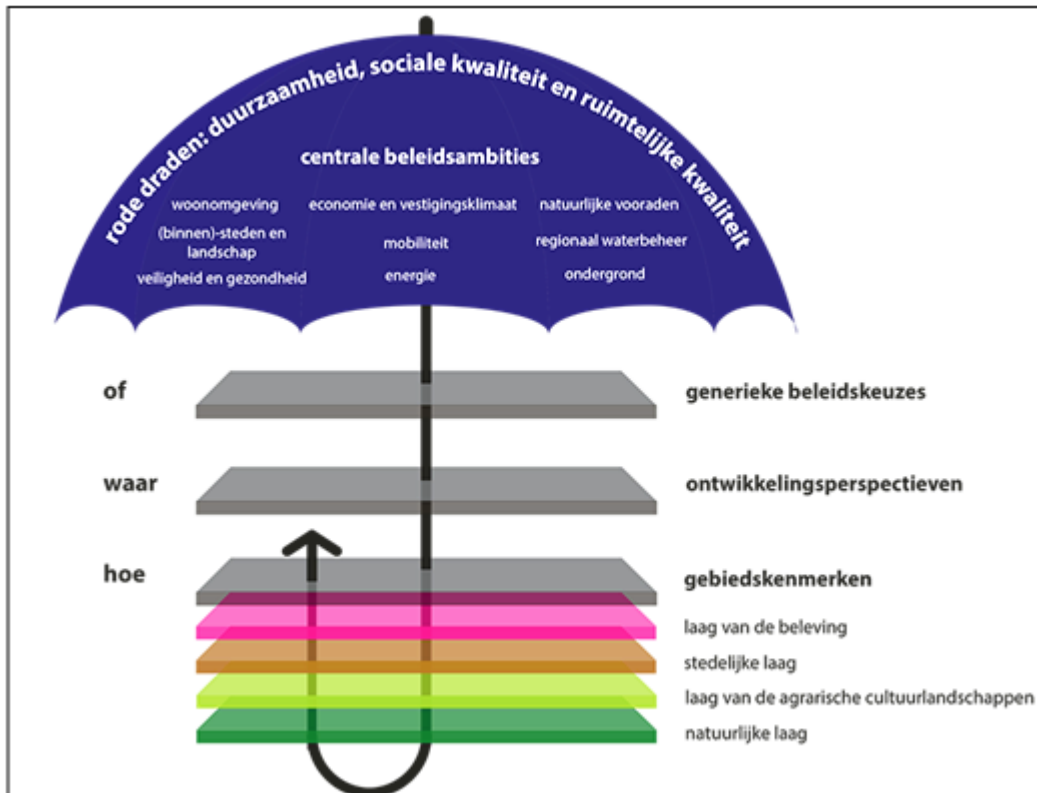 rode draden: duurzaamheid, sociale kwaliteit en ruimtelijke kwaliteit
centrale beleidsambities
woonomgeving
economie en vestigingsklimaat
natuurlijke vooraden
(binnen)-steden en
landschap
mobiliteit
regionaal waterbeheer
veiligheid en gezondheid
energie
ondergrond
of
generieke beleidskeuzes
waar
ontwikkelingsperspectieven
hoe
gebiedskenmerken
laag van de beleving
stedelijke laag
laag van de agrarische cultuurlandschappen
natuurlijke laag